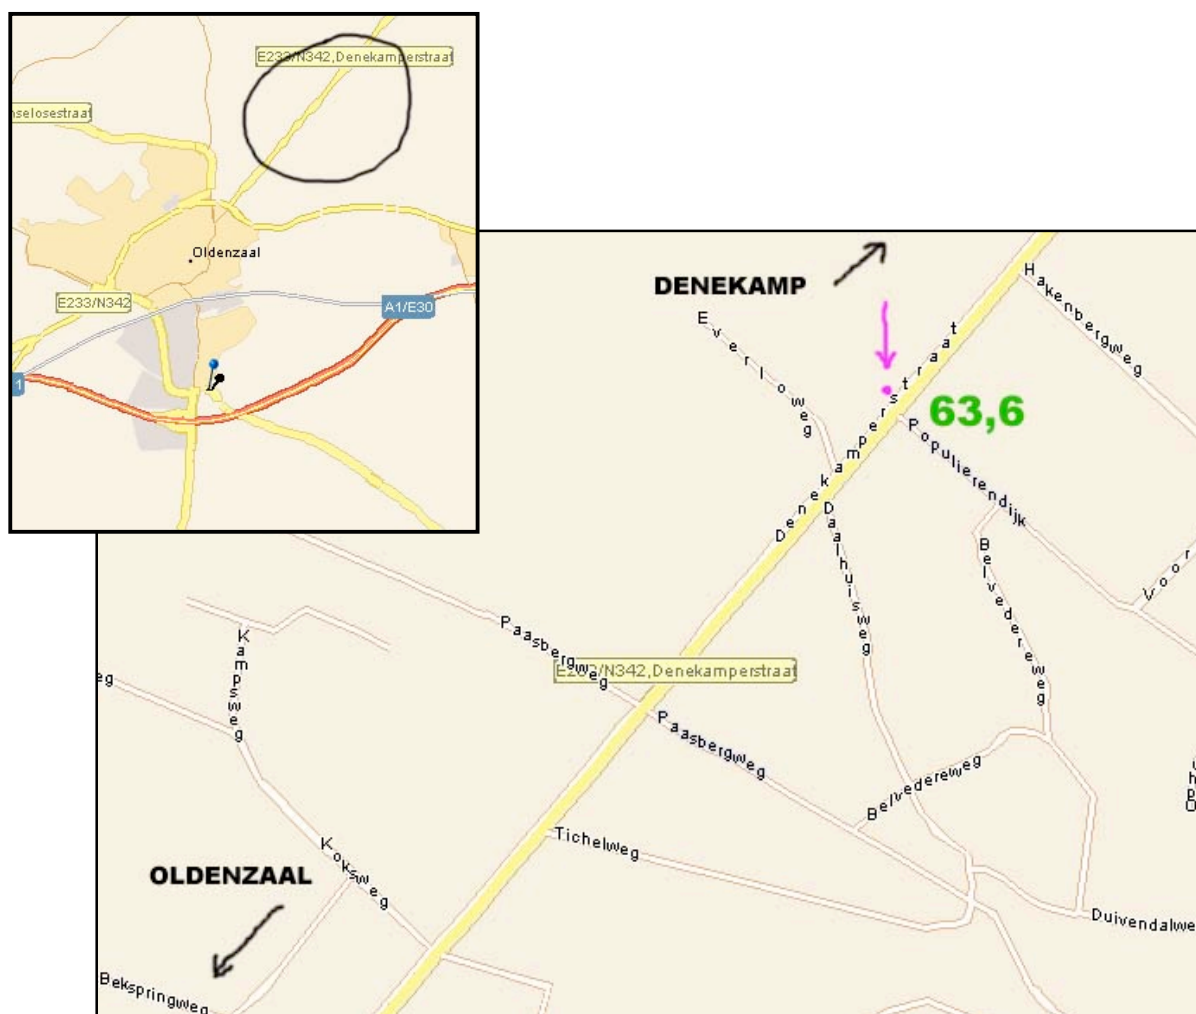 E233/N342,Denekamperstraat
nselosestraat
Oldenzaal
E233/N342
A1/E30
1
DENEKAMP
Hakenbergweg
Everloweg
Denekamperstraat
63,6
Populierendijk
Daalhuisweg
Belvedereweg
Voor
Paasbergweg
Kampsweg
E233/N342,Denekamperstraat
eg
Paasbergweg
Belvedereweg
Tichelweg
Koksweg
OLDENZAAL
Duivendalwe
Bekspringweg